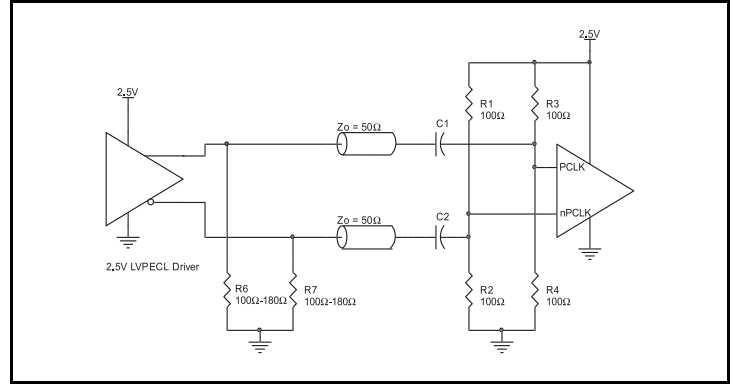 2.5V
2.5V
R1
100Ω
R3
100Ω
Zo = 50Ω
C1
PCLK
Zo = 50Ω
C2
nPCLK
2.5V LVPECL Driver
R6
100Ω-180Ω
R7
100Ω-180Ω
R2
100Ω
R4
100Ω